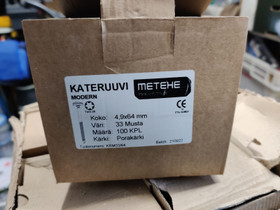 KATERUUVI
MODERN
METEHE
Koko: 4,9x64 mm
Väri: 33 Musta
Määrä: 100 KPL
Kärki: Porakärki
CE